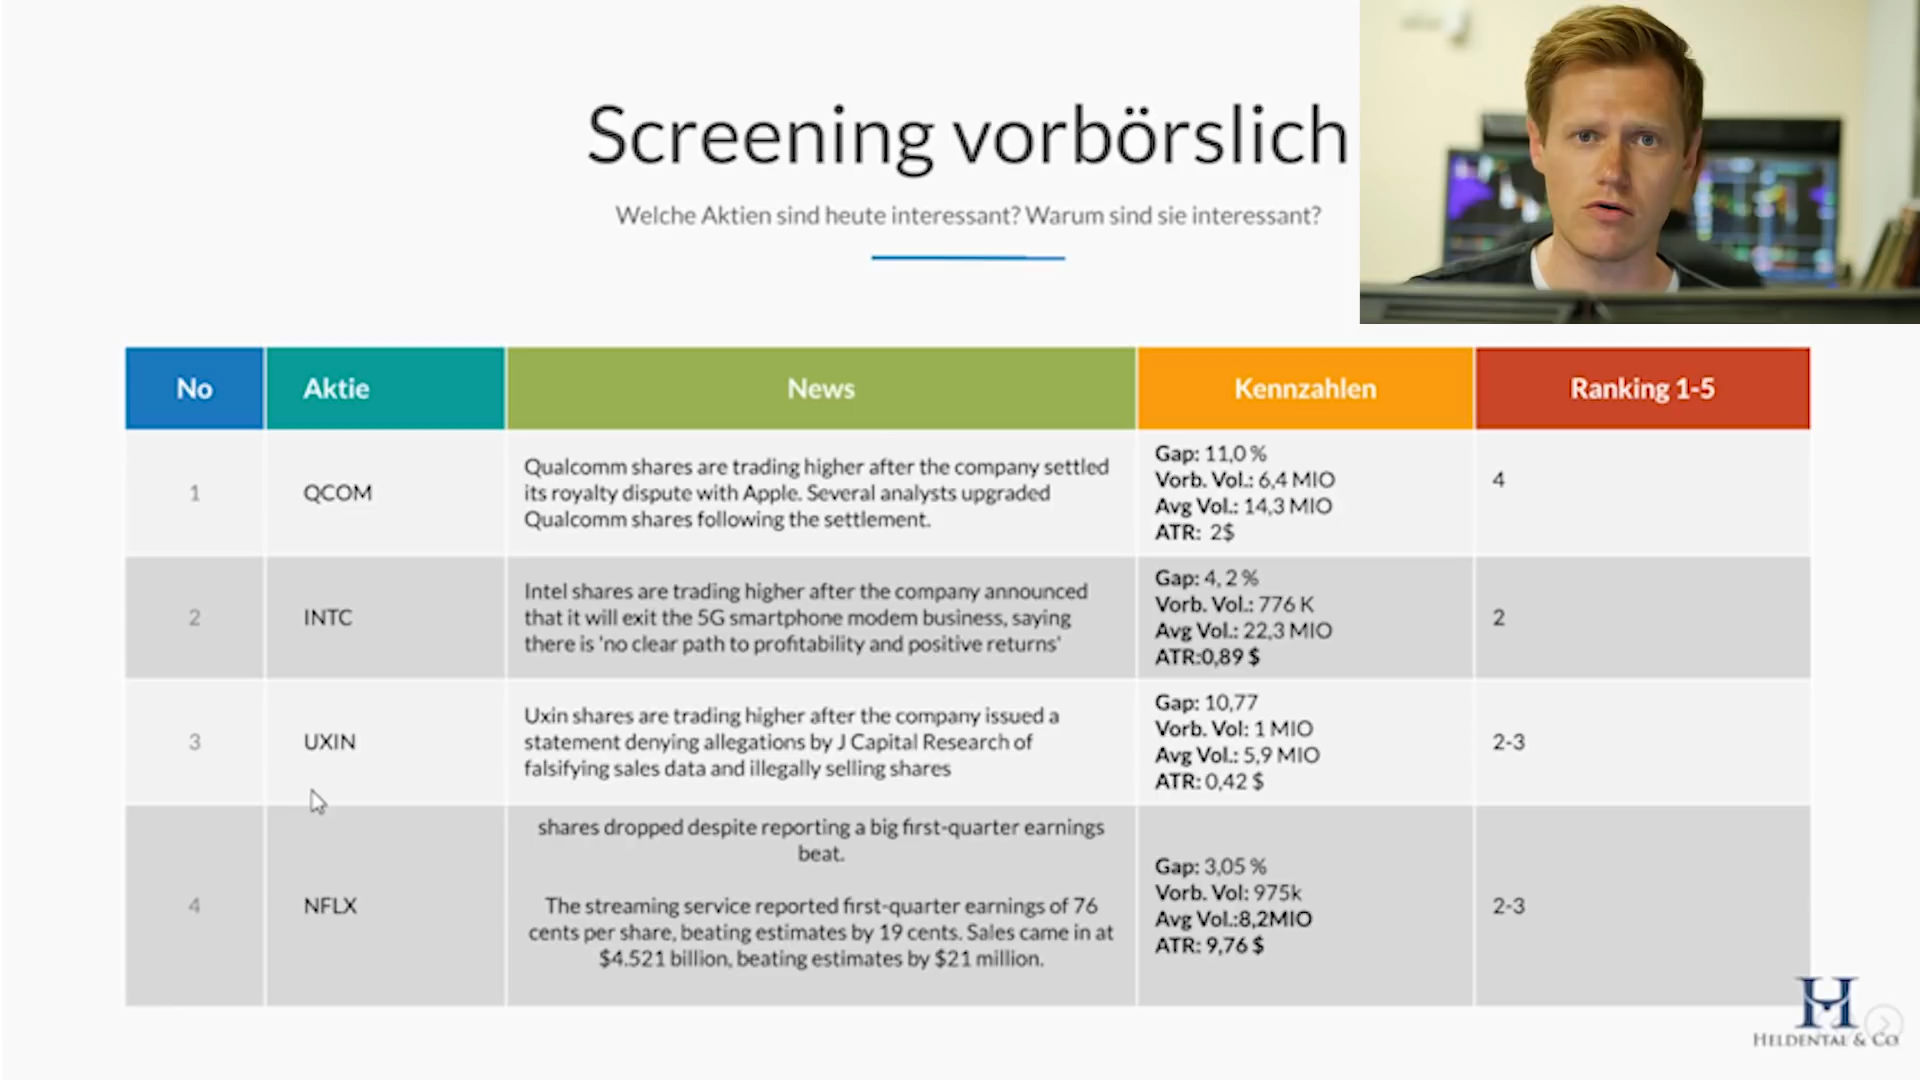 Screening vorbörslich
Welche Aktien sind heute interessant? Warum sind sie interessant?
No
Aktie
News
Kennzahlen
Ranking 1-5
1
QCOM
Qualcomm shares are trading higher after the company settled
its royalty dispute with Apple. Several analysts upgraded
Qualcomm shares following the settlement.
Gap: 11,0 %
Vorb. Vol.: 6,4 MIO
Avg Vol.: 14,3 MIO
ATR: 2$
4
2
INTC
Intel shares are trading higher after the company announced
that it will exit the 5G smartphone modem business, saying
there is 'no clear path to profitability and positive returns'
Gap: 4, 2 %
Vorb. Vol.: 776 K
Avg Vol.: 22,3 MIO
ATR:0,89 $
2
3
UXIN
Uxin shares are trading higher after the company issued a
statement denying allegations by J Capital Research of
falsifying sales data and illegally selling shares
Gap: 10,77
Vorb. Vol: 1 MIO
Avg Vol.: 5,9 MIO
ATR: 0,42 $
2-3
4
NFLX
shares dropped despite reporting a big first-quarter earnings
beat.
The streaming service reported first-quarter earnings of 76
cents per share, beating estimates by 19 cents. Sales came in at
$4.521 billion, beating estimates by $21 million.
Gap: 3,05 %
Vorb. Vol: 975k
Avg Vol.:8,2MIO
ATR: 9,76 $
2-3
H
HELDENTAL & CO